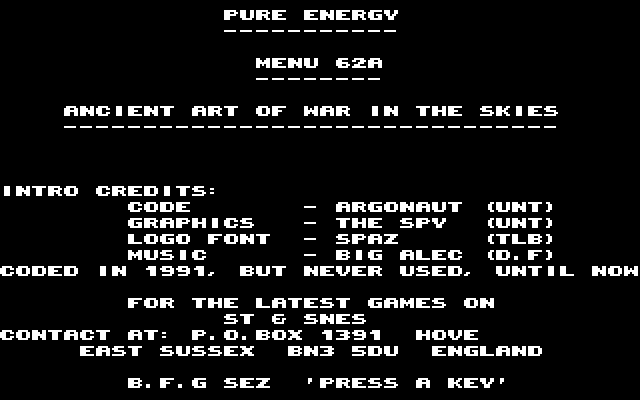 PURE ENERGY
-----------
MENU 62A
--------
ANCIENT ART OF WAR IN THE SKIES
-------------------------------
INTRO CREDITS:
CODE - ARGONAUT (UNT)
GRAPHICS - THE SPY (UNT)
LOGO FONT - SPAZ (TLB)
MUSIC - BIG ALEC (D.F)
CODED IN 1991, BUT NEVER USED, UNTIL NOW
FOR THE LATEST GAMES ON
ST & SNES
CONTACT AT: P.O.BOX 1391 HOVE
EAST SUSSEX BN3 5DU ENGLAND
B.F.G SEZ 'PRESS A KEY'